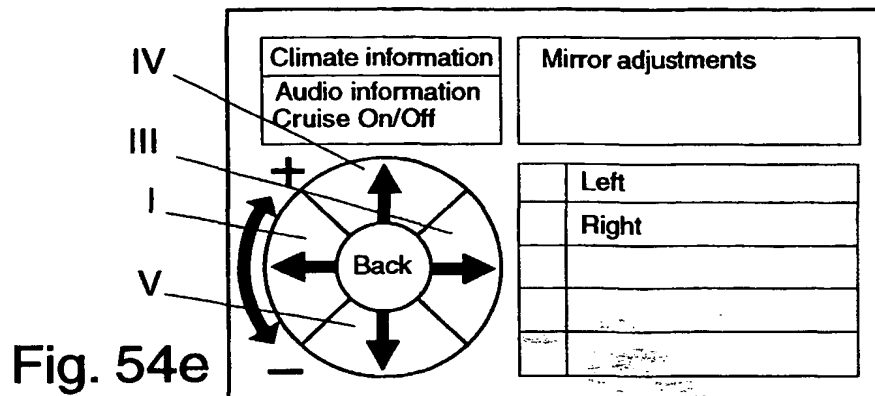 Climate information
Audio information
Cruise On/Off
Mirror adjustments
IV
III
I
V
+
Back
−
Left
Right
Fig. 54e